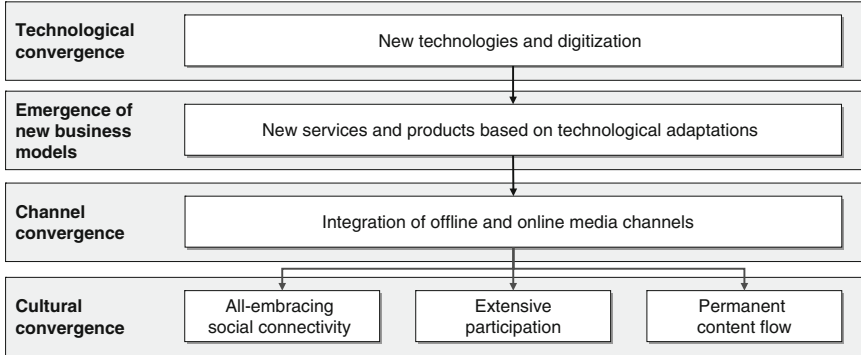 Technological
convergence
New technologies and digitization
Emergence of
new business
models
New services and products based on technological adaptations
Channel
convergence
Integration of offline and online media channels
Cultural
convergence
All-embracing
social connectivity
Extensive
participation
Permanent
content flow